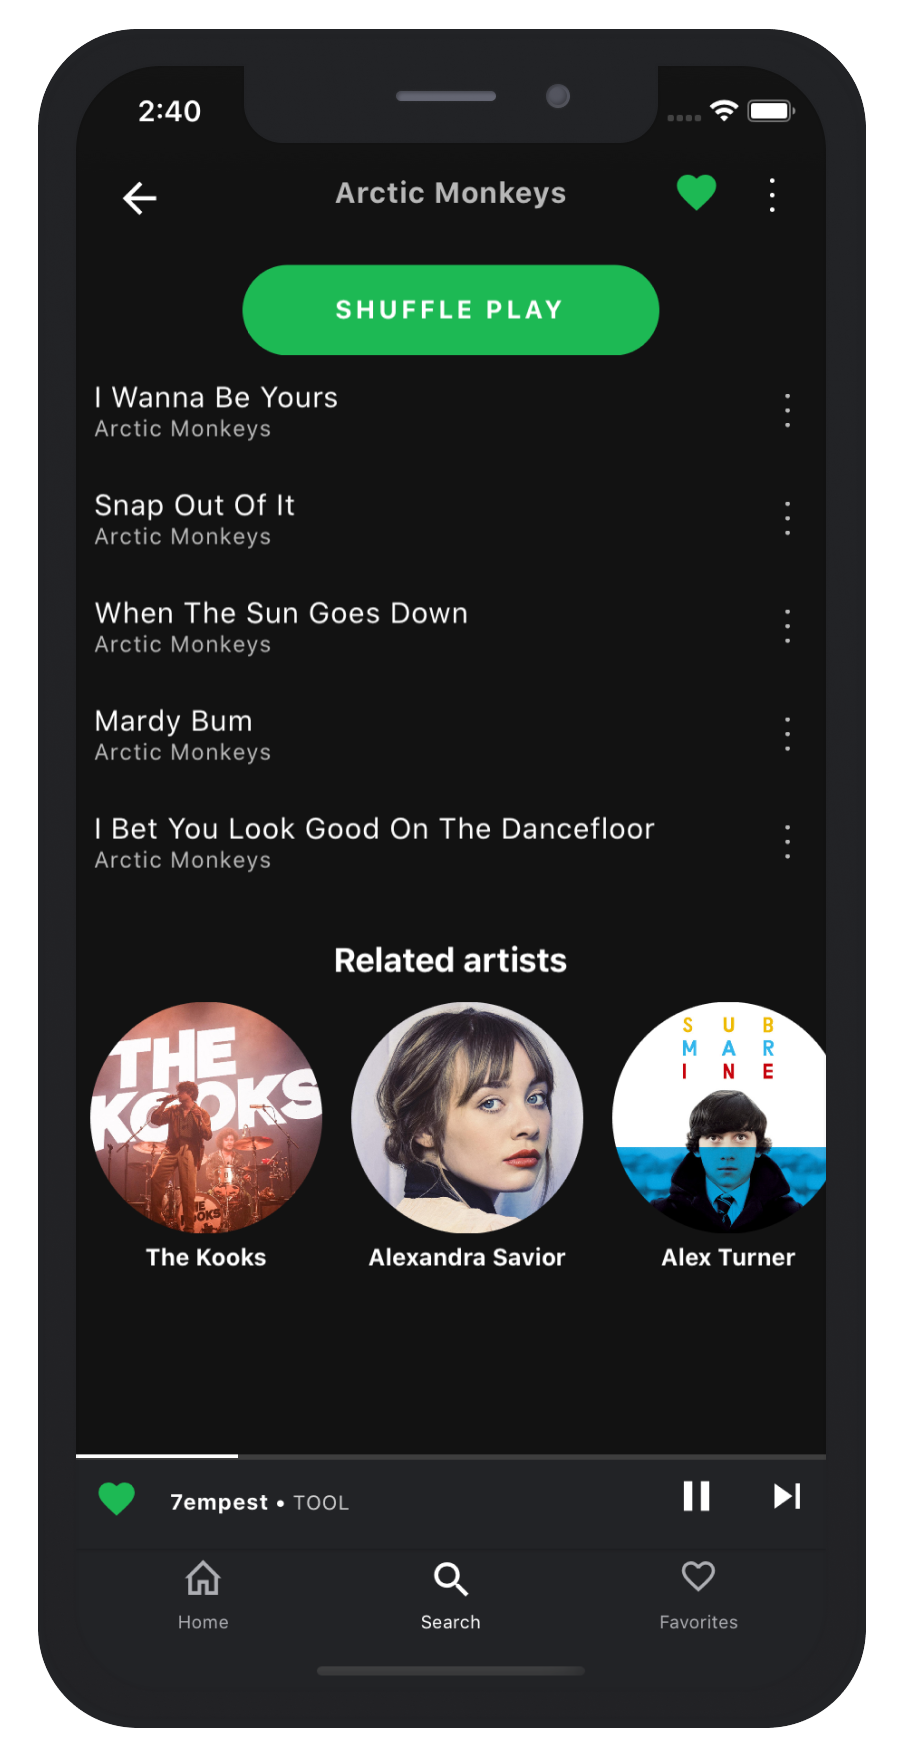 2:40
Arctic Monkeys
SHUFFLE PLAY
I Wanna Be Yours
Arctic Monkeys
Snap Out Of It
Arctic Monkeys
When The Sun Goes Down
Arctic Monkeys
Mardy Bum
Arctic Monkeys
I Bet You Look Good On The Dancefloor
Arctic Monkeys
Related artists
THE
KOOKS
THE
KOOKS
S U B
M A R
I N E
The Kooks
Alexandra Savior
Alex Turner
7empest • TOOL
Home
Search
Favorites